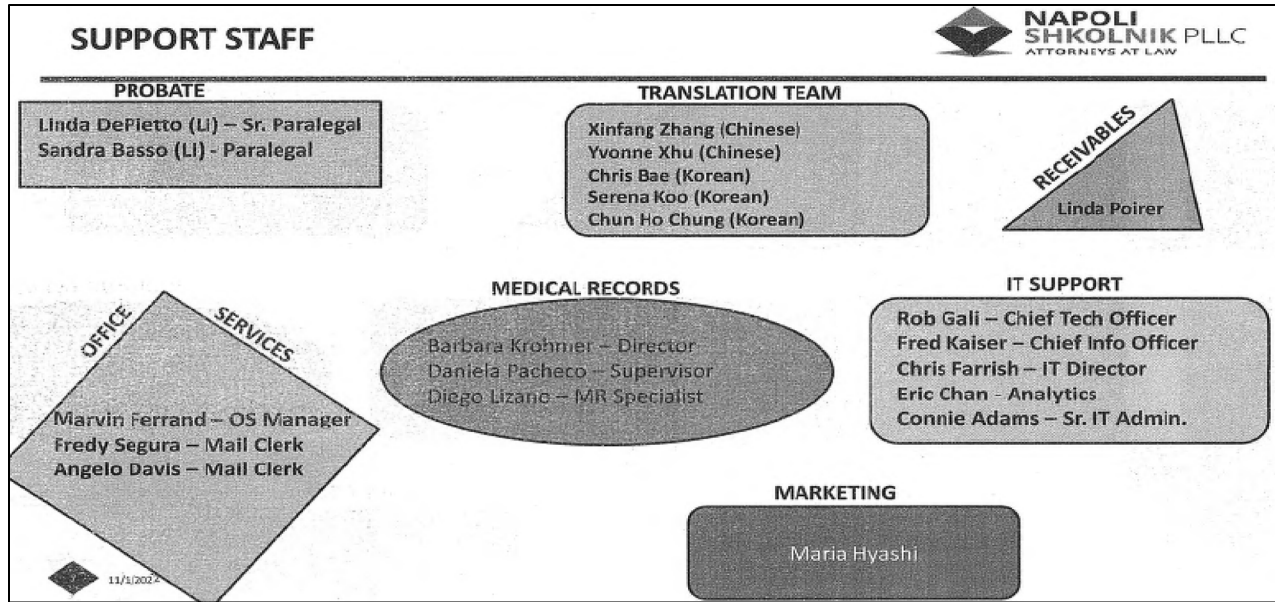 SUPPORT STAFF
NAPOLI
SHKOLNIK PLLC
ATTORNEYS AT LAW
PROBATE
Linda DePietto (LI) – Sr. Paralegal
Sandra Basso (LI) - Paralegal
TRANSLATION TEAM
Xinfang Zhang (Chinese)
Yvonne Xhu (Chinese)
Chris Bae (Korean)
Serena Koo (Korean)
Chun Ho Chung (Korean)
RECEIVABLES
Linda Poirer
OFFICE SERVICES
Marvin Ferrand – OS Manager
Fredy Segura – Mail Clerk
Angelo Davis – Mail Clerk
MEDICAL RECORDS
Barbara Krohmer – Director
Daniela Pacheco – Supervisor
Diego Lizano – MR Specialist
IT SUPPORT
Rob Gali – Chief Tech Officer
Fred Kaiser – Chief Info Officer
Chris Farrish – IT Director
Eric Chan - Analytics
Connie Adams – Sr. IT Admin.
MARKETING
Maria Hyashi
11/1/2022